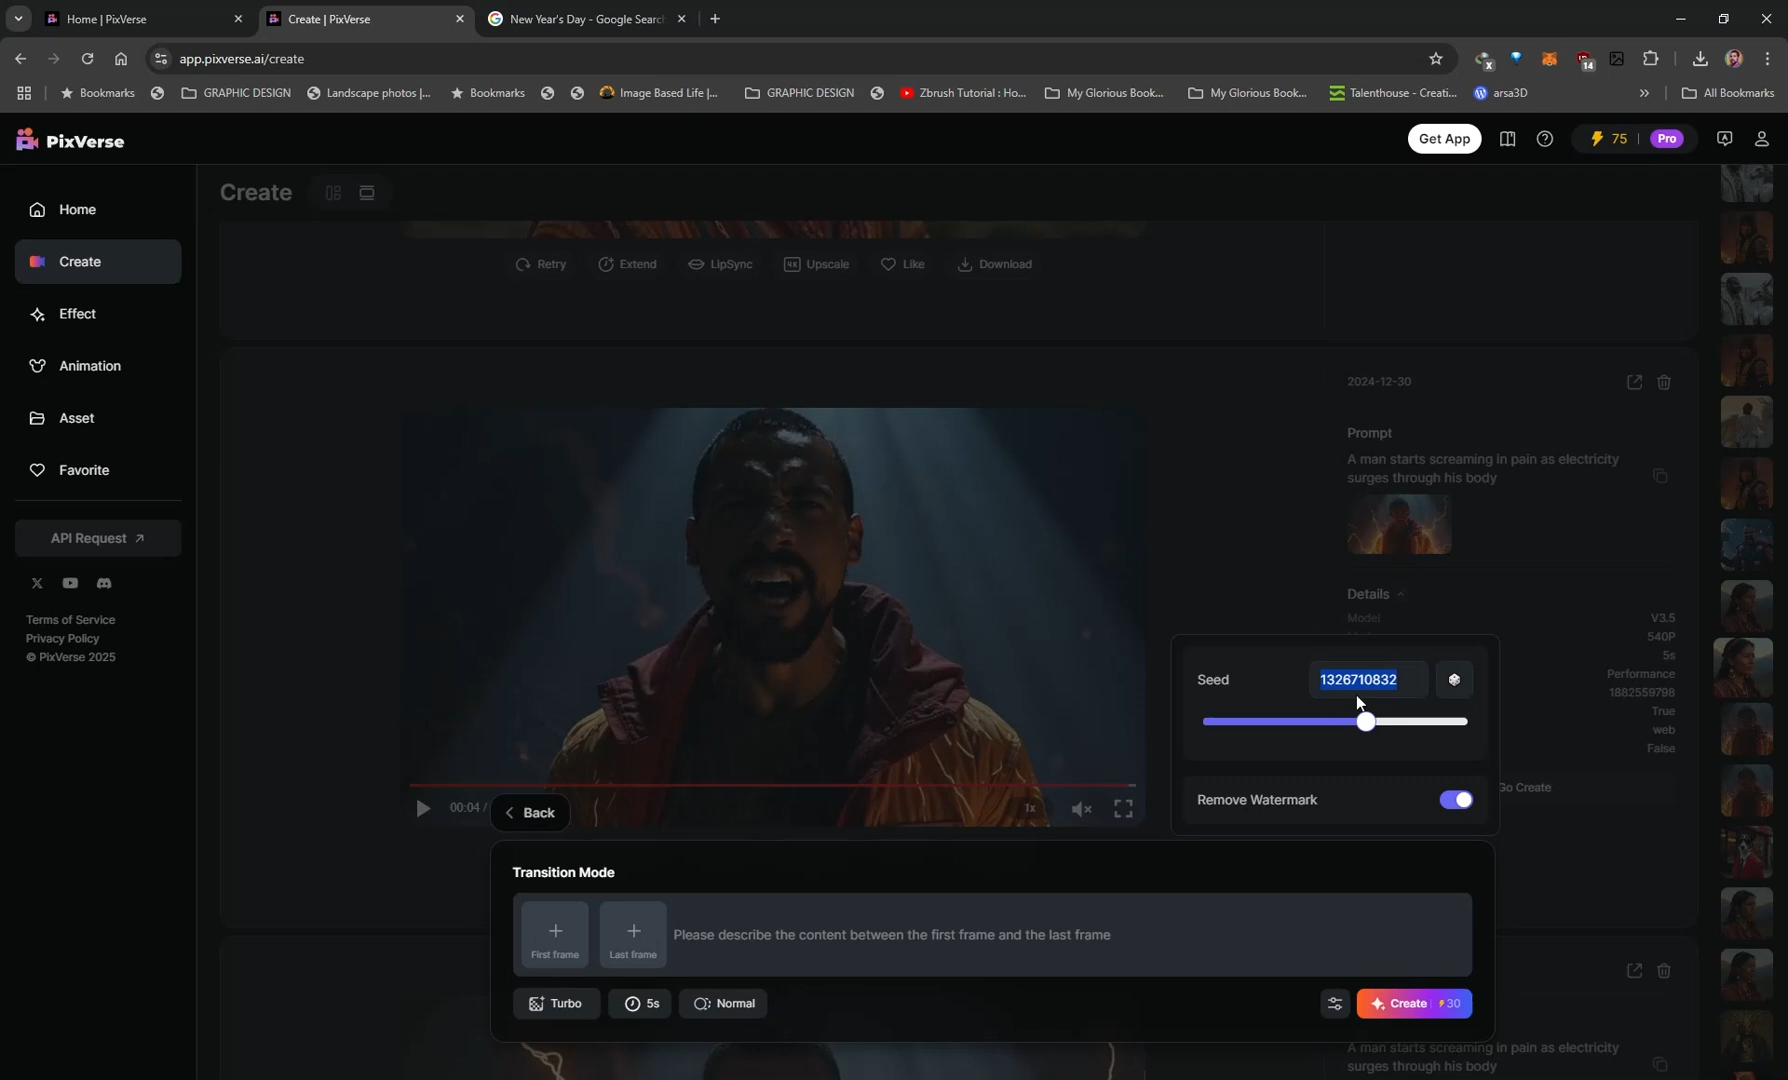 Home | PixVerse
Create | PixVerse
New Year's Day - Google Searc
app.pixverse.ai/create
X
14
Bookmarks
GRAPHIC DESIGN
Landscape photos |...
Bookmarks
Image Based Life |...
GRAPHIC DESIGN
Zbrush Tutorial : Ho...
My Glorious Book...
My Glorious Book...
Talenthouse - Creati...
arsa3D
»
All Bookmarks
PixVerse
Get App
75
Pro
Home
Create
Effect
Animation
Asset
Favorite
API Request
Terms of Service
Privacy Policy
© PixVerse 2025
Create
Retry
Extend
LipSync
4K Upscale
Like
Download
2024-12-30
Prompt
A man starts screaming in pain as electricity
surges through his body
Details
Model V3.5
540P
5s
Performance
1882559798
True
web
False
Go Create
00:04 /
1x
Seed 1326710832
Remove Watermark
Back
Transition Mode
First frame
Last frame
Please describe the content between the first frame and the last frame
Turbo
5s
Normal
Create 30
A man starts screaming in pain as electricity
surges through his body